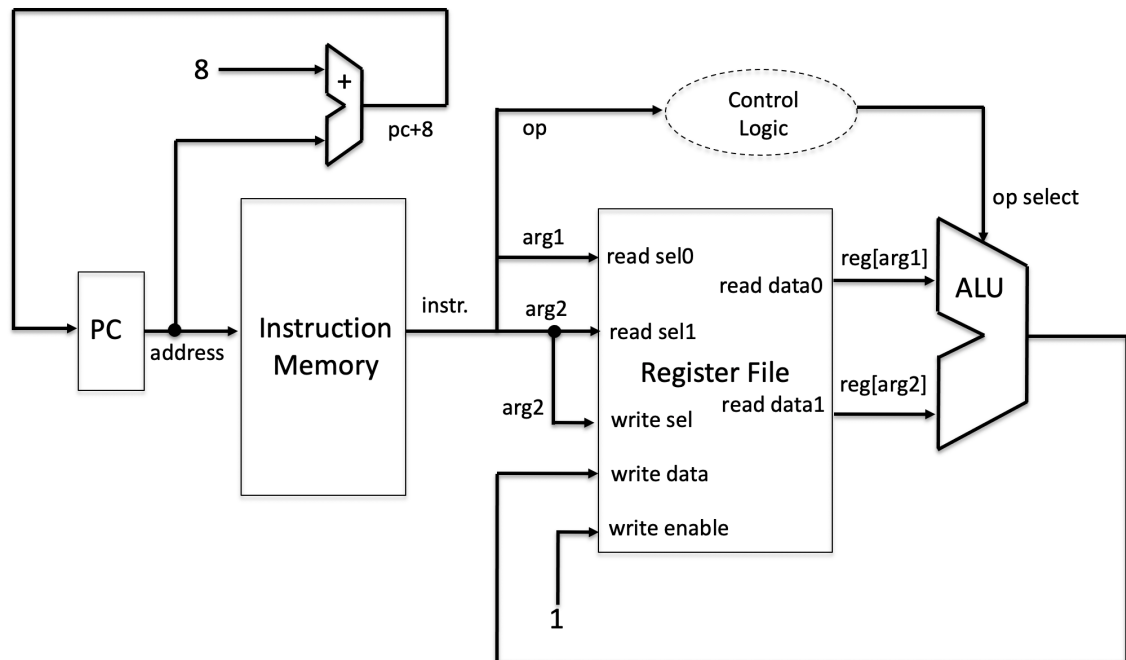 8
+
pc+8
op
Control
Logic
op select
PC
address
Instruction
Memory
instr.
arg1
arg2
arg2
read sel0
read data0
read sel1
Register File
read data1
write sel
write data
write enable
1
reg[arg1]
reg[arg2]
ALU